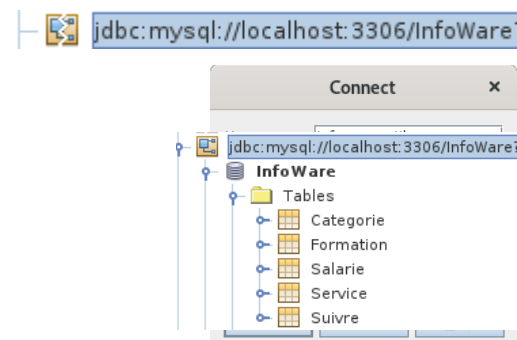 jdbc:mysql://localhost:3306/InfoWare?
Connect ×
jdbc:mysql://localhost:3306/InfoWare?
InfoWare
Tables
Categorie
Formation
Salarie
Service
Suivre